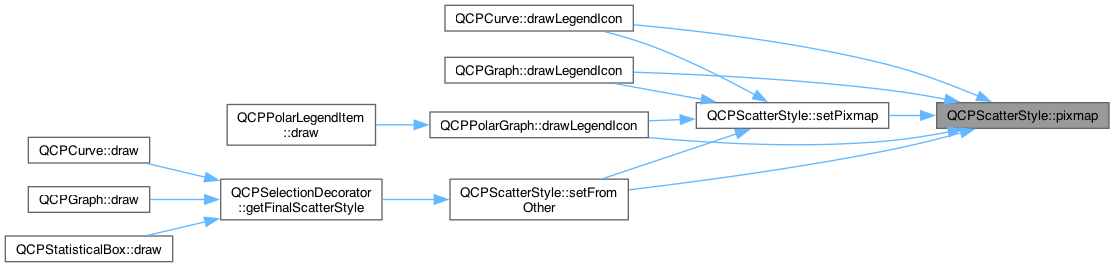 QCPCurve::drawLegendIcon
QCPGraph::drawLegendIcon
QCPPolarLegendItem
::draw
QCPPolarGraph::drawLegendIcon
QCPScatterStyle::setPixmap
QCPScatterStyle::pixmap
QCPCurve::draw
QCPGraph::draw
QCPStatisticalBox::draw
QCPSelectionDecorator
::getFinalScatterStyle
QCPScatterStyle::setFrom
Other